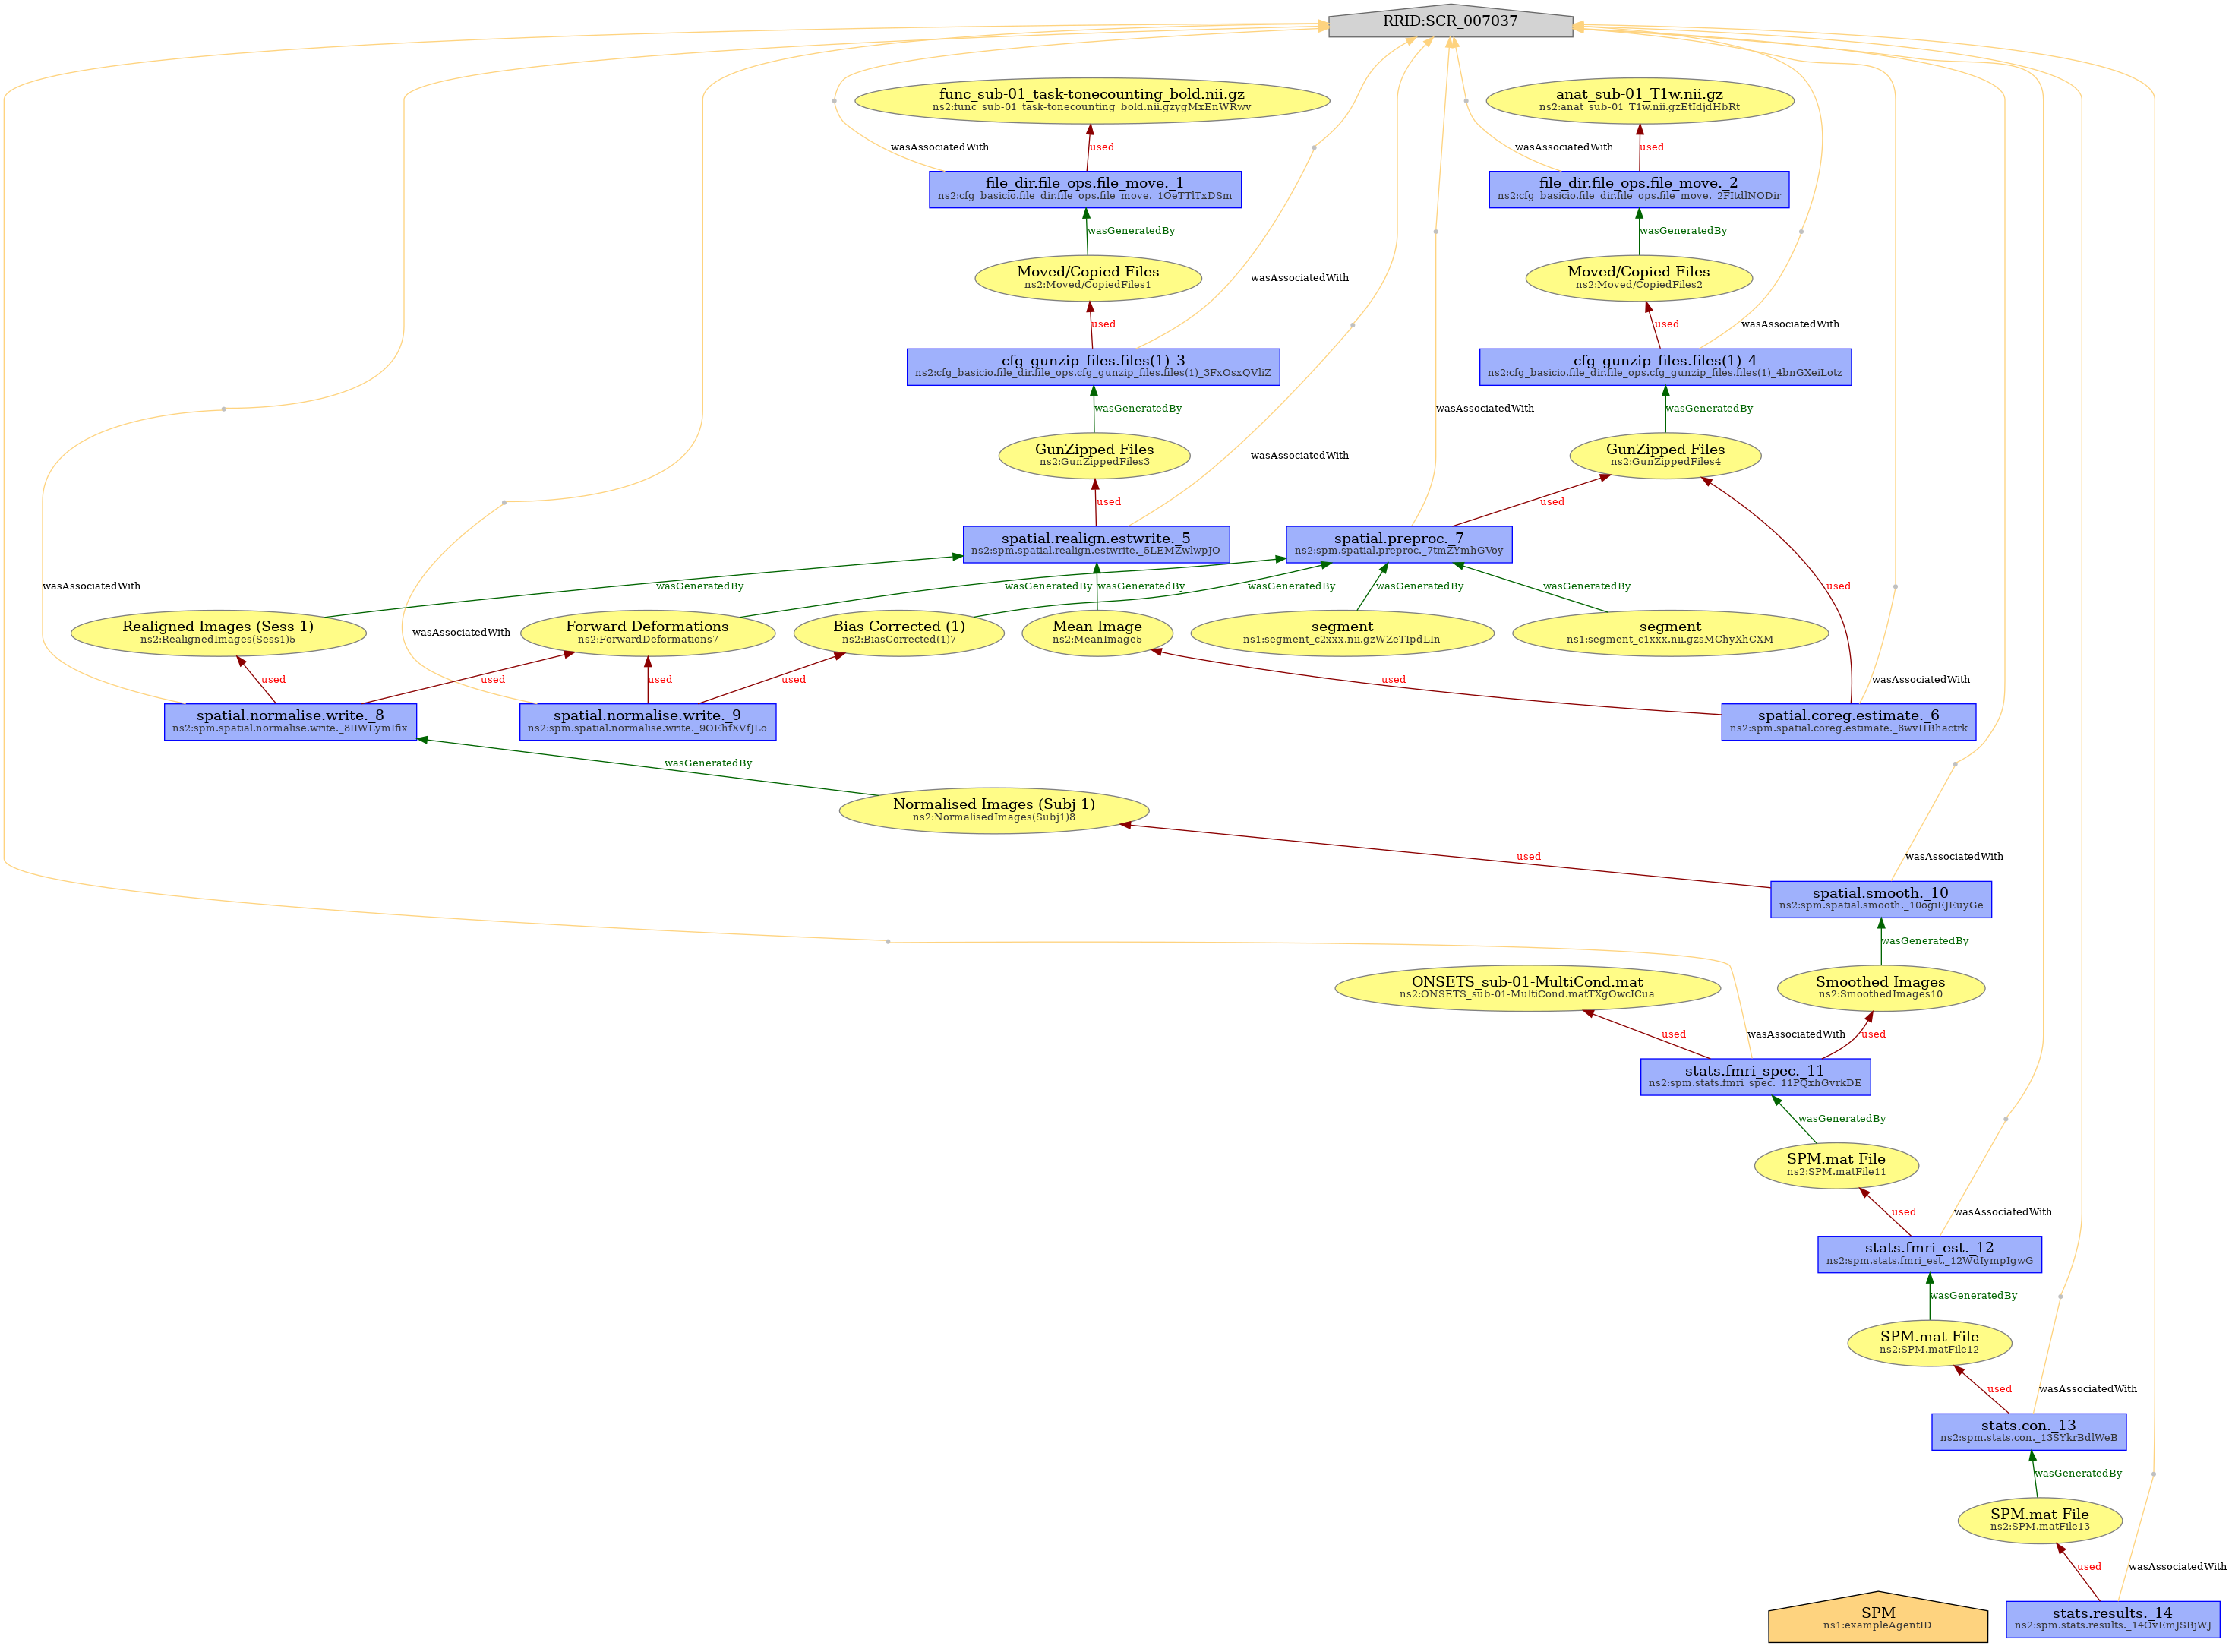 RRID:SCR_007037
func_sub-01_task-tonecounting_bold.nii.gz
ns2:func_sub-01_task-tonecounting_bold.nii.gzygMxEnWRwv
anat_sub-01_T1w.nii.gz
ns2:anat_sub-01_T1w.nii.gzEtIdjdHbRt
wasAssociatedWith
used
wasAssociatedWith
used
file_dir.file_ops.file_move._1
ns2:cfg_basicio.file_dir.file_ops.file_move._1OeTTlTxDSm
file_dir.file_ops.file_move._2
ns2:cfg_basicio.file_dir.file_ops.file_move._2FItdlNODir
wasGeneratedBy
wasGeneratedBy
Moved/Copied Files
ns2:Moved/CopiedFiles1
wasAssociatedWith
Moved/Copied Files
ns2:Moved/CopiedFiles2
used
used
wasAssociatedWith
cfg_gunzip_files.files(1)_3
ns2:cfg_basicio.file_dir.file_ops.cfg_gunzip_files.files(1)_3FxOsxQVliZ
cfg_gunzip_files.files(1)_4
ns2:cfg_basicio.file_dir.file_ops.cfg_gunzip_files.files(1)_4bnGXeiLotz
wasGeneratedBy
wasAssociatedWith
wasGeneratedBy
GunZipped Files
ns2:GunZippedFiles3
wasAssociatedWith
GunZipped Files
ns2:GunZippedFiles4
used
used
spatial.realign.estwrite._5
ns2:spm.spatial.realign.estwrite._5LEMZwlwpJO
spatial.preproc._7
ns2:spm.spatial.preproc._7tmZYmhGVoy
wasAssociatedWith
wasGeneratedBy
wasGeneratedBy
wasGeneratedBy
wasGeneratedBy
wasGeneratedBy
wasGeneratedBy
used
Realigned Images (Sess 1)
ns2:RealignedImages(Sess1)5
wasAssociatedWith
Forward Deformations
ns2:ForwardDeformations7
Bias Corrected (1)
ns2:BiasCorrected(1)7
Mean Image
ns2:MeanImage5
segment
ns1:segment_c2xxx.nii.gzWZeTIpdLIn
segment
ns1:segment_c1xxx.nii.gzsMChyXhCXM
used
used
used
used
used
wasAssociatedWith
spatial.normalise.write._8
ns2:spm.spatial.normalise.write._8IIWLymIfix
spatial.normalise.write._9
ns2:spm.spatial.normalise.write._9OEhfXVfJLo
spatial.coreg.estimate._6
ns2:spm.spatial.coreg.estimate._6wvHBhactrk
wasGeneratedBy
Normalised Images (Subj 1)
ns2:NormalisedImages(Subj1)8
used
wasAssociatedWith
spatial.smooth._10
ns2:spm.spatial.smooth._10ogiEJEuyGe
wasGeneratedBy
ONSETS_sub-01-MultiCond.mat
ns2:ONSETS_sub-01-MultiCond.matTXgOwcICua
Smoothed Images
ns2:SmoothedImages10
used
wasAssociatedWith
used
stats.fmri_spec._11
ns2:spm.stats.fmri_spec._11PQxhGvrkDE
wasGeneratedBy
SPM.mat File
ns2:SPM.matFile11
used
wasAssociatedWith
stats.fmri_est._12
ns2:spm.stats.fmri_est._12WdIympIgwG
wasGeneratedBy
SPM.mat File
ns2:SPM.matFile12
used
wasAssociatedWith
stats.con._13
ns2:spm.stats.con._13SYkrBdlWeB
wasGeneratedBy
SPM.mat File
ns2:SPM.matFile13
used
wasAssociatedWith
SPM
ns1:exampleAgentID
stats.results._14
ns2:spm.stats.results._14OvEmJSBjWJ